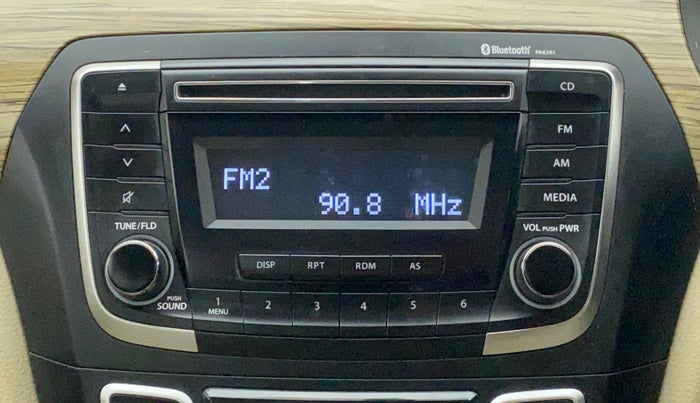 Bluetooth® PA82R1
CD
FM2
90.8 MHz
FM
AM
MEDIA
TUNE/FLD
VOL PUSH PWR
DISP RPT RDM AS
PUSH
SOUND
1 2 3 4 5 6
MENU